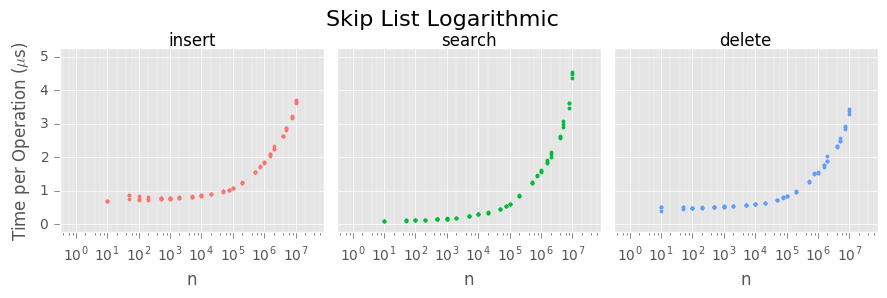 Skip List Logarithmic
insert search delete
Time per Operation (μs)
5
4
3
2
1
0
10⁰ 10¹ 10² 10³ 10⁴ 10⁵ 10⁶ 10⁷ 10⁰ 10¹ 10² 10³ 10⁴ 10⁵ 10⁶ 10⁷ 10⁰ 10¹ 10² 10³ 10⁴ 10⁵ 10⁶ 10⁷
n n n